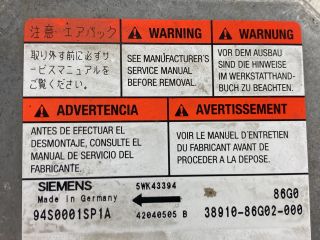 注意-エアバッグ
取り外す前に必ずサ
ービスマニュアルを
ご覧ください。
WARNING
SEE MANUFACTURER'S
SERVICE MANUAL
BEFORE REMOVAL.
WARNUNG
VOR DEM AUSBAU
SIND DIE HINWEISE
IM WERKSTATTHAND-
BUCH ZU BEACHTEN.
ADVERTENCIA
ANTES DE EFECTUAR EL
DESMONTAJE, CONSULTE EL
MANUAL DE SERVICIO DEL
FABRICANTE.
AVERTISSEMENT
VOIR LE MANUEL D'ENTRETIEN
DU FABRIQUANT AVANT DE
PROCEDER A LA DEPOSE.
SIEMENS
Made in Germany
94S0001SP1A
5WK43394
42040505 B
86G0
38910-86G02-000